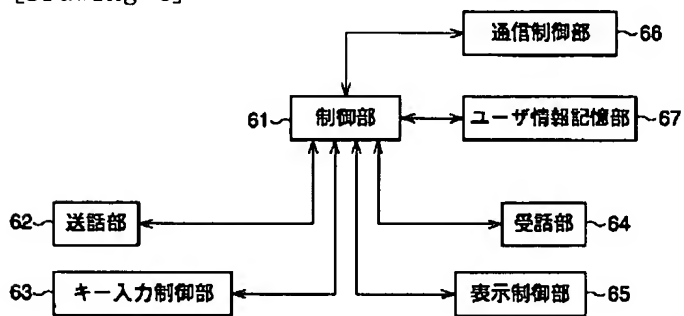 通信制御部 66
61 制御部
ユーザ情報記憶部 67
62 送話部
受話部 64
63 キー入力制御部
表示制御部 65